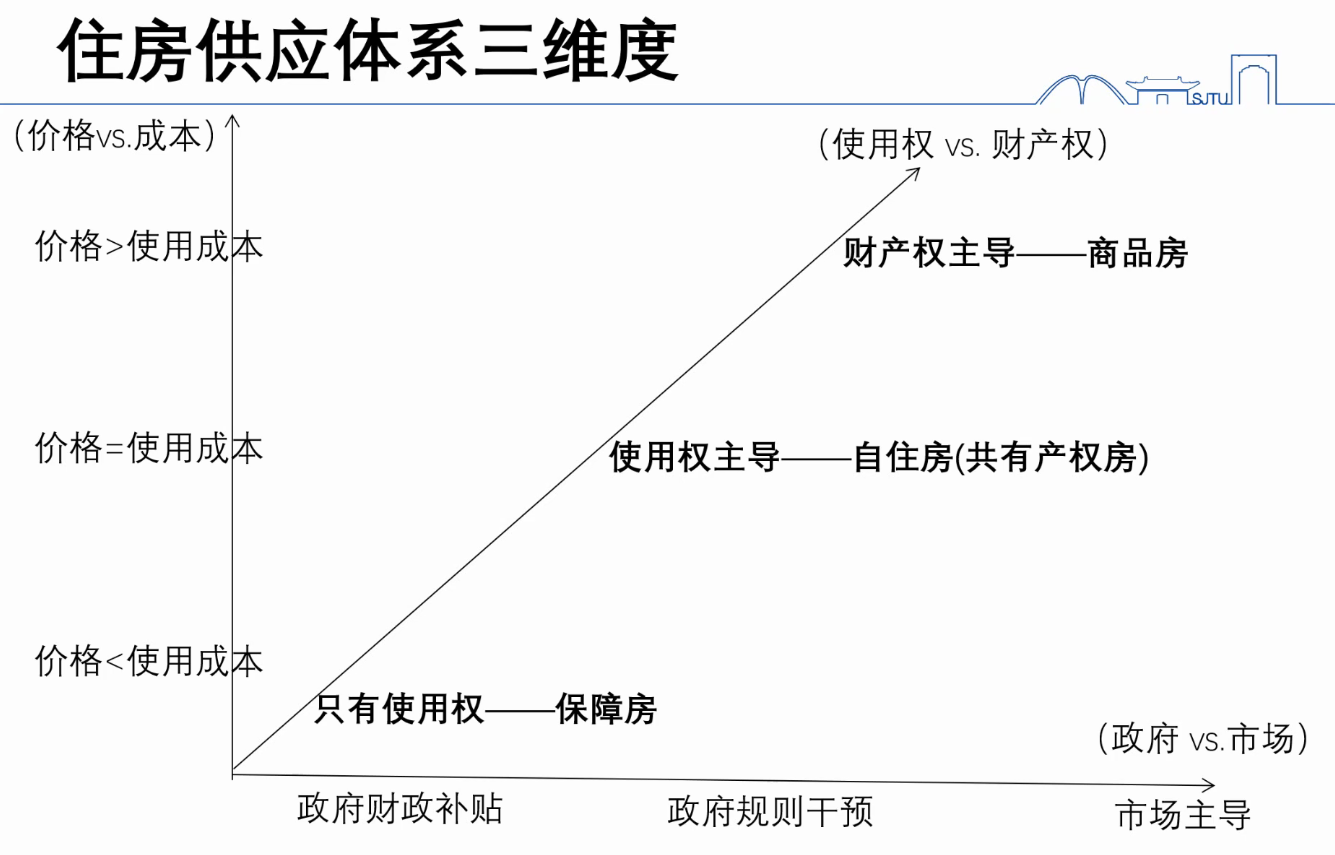 住房供应体系三维度
SJTU
（价格vs.成本）
（使用权 vs. 财产权）
价格>使用成本
财产权主导——商品房
价格=使用成本
使用权主导——自住房(共有产权房)
价格<使用成本
只有使用权——保障房
（政府 vs.市场）
政府财政补贴
政府规则干预
市场主导